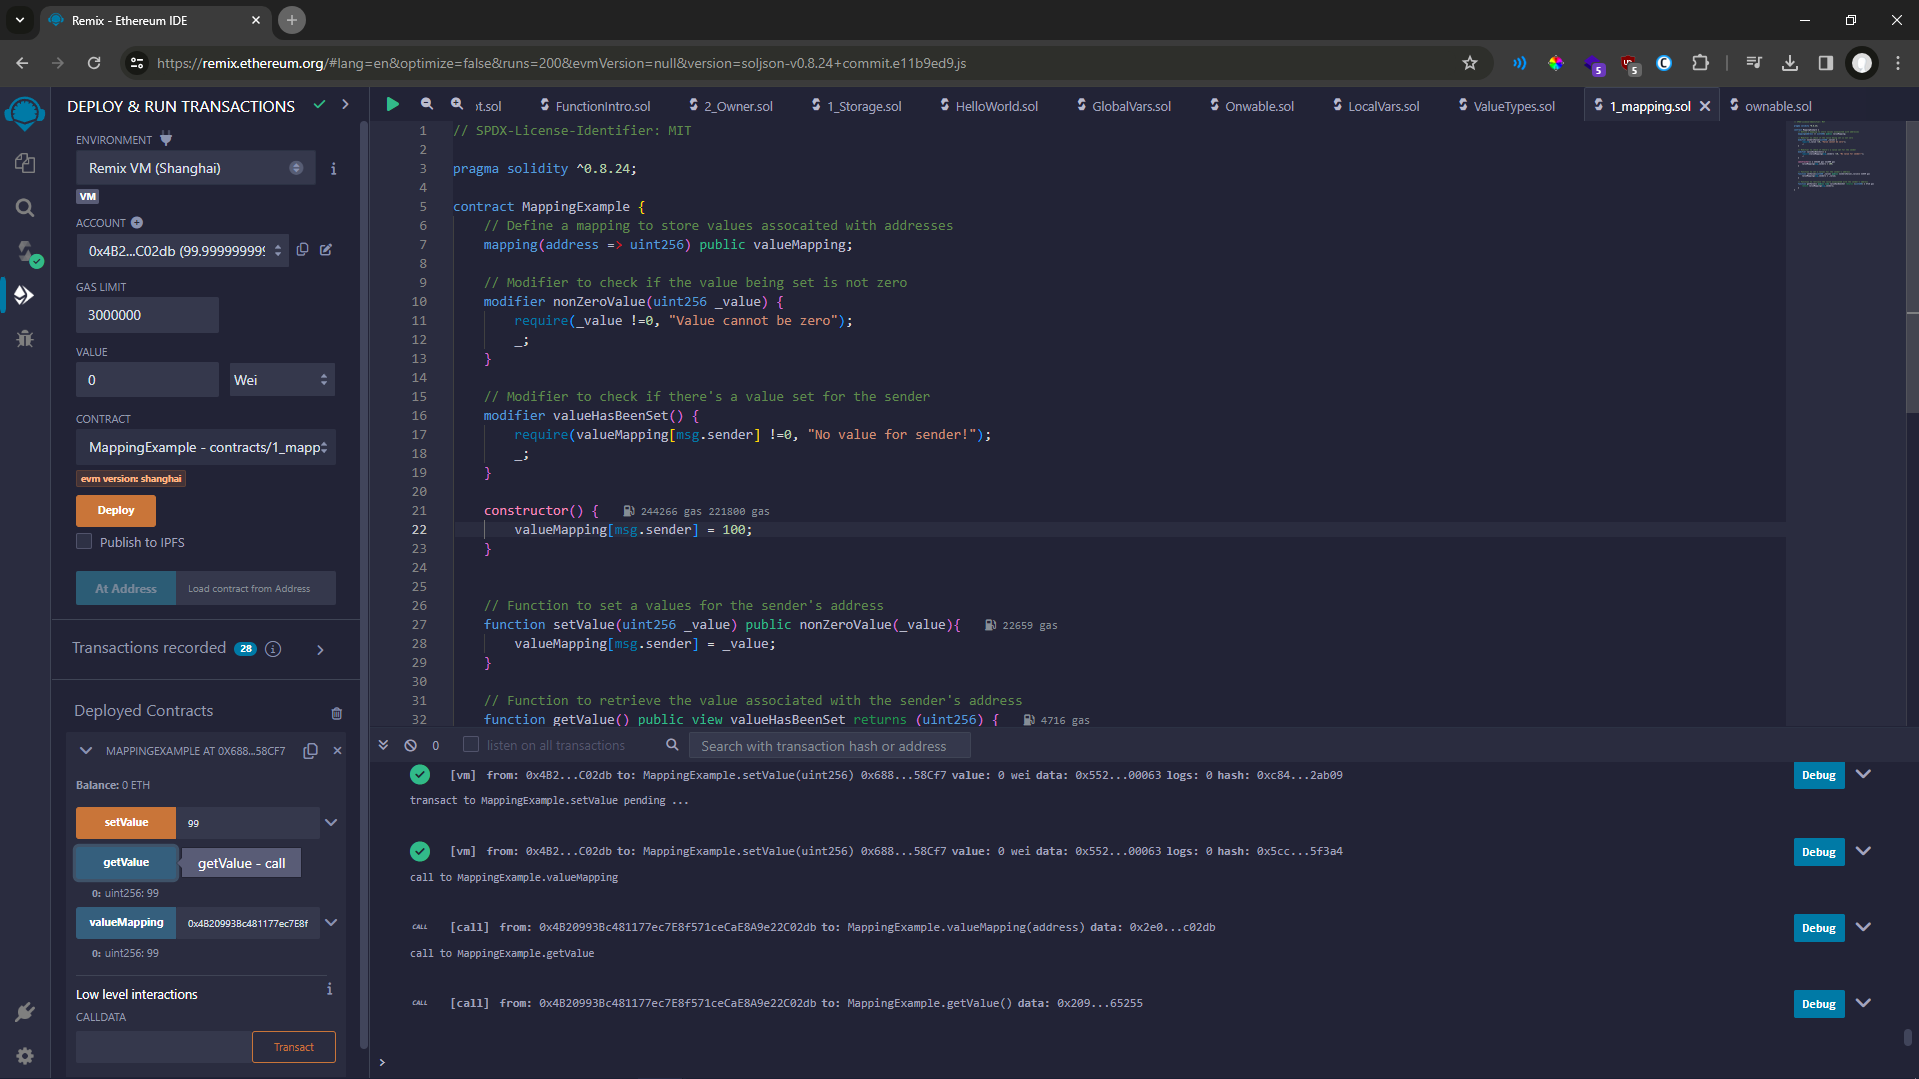 Remix - Ethereum IDE
https://remix.ethereum.org/#lang=en&optimize=false&runs=200&evmVersion=null&version=soljson-v0.8.24+commit.e11b9ed9.js
5
5
DEPLOY & RUN TRANSACTIONS
ENVIRONMENT
Remix VM (Shanghai)
VM
ACCOUNT
0x4B2...C02db (99.999999999
GAS LIMIT
3000000
VALUE
0
Wei
CONTRACT
MappingExample - contracts/1_mapp
evm version: shanghai
Deploy
Publish to IPFS
At Address
Load contract from Address
Transactions recorded 28
Deployed Contracts
MAPPINGEXAMPLE AT 0X688...58CF7
Balance: 0 ETH
setValue
99
getValue
getValue - call
0: uint256: 99
valueMapping
0x4B20993Bc481177ec7E8f
0: uint256: 99
Low level interactions
CALLDATA
Transact
ot.sol
FunctionIntro.sol
2_Owner.sol
1_Storage.sol
HelloWorld.sol
GlobalVars.sol
Onwable.sol
LocalVars.sol
ValueTypes.sol
1_mapping.sol
ownable.sol
1 // SPDX-License-Identifier: MIT
2
3 pragma solidity ^0.8.24;
4
5 contract MappingExample {
6 // Define a mapping to store values assocaited with addresses
7 mapping(address => uint256) public valueMapping;
8
9 // Modifier to check if the value being set is not zero
10 modifier nonZeroValue(uint256 _value) {
11 require(_value !=0, "Value cannot be zero");
12 _;
13 }
14
15 // Modifier to check if there's a value set for the sender
16 modifier valueHasBeenSet() {
17 require(valueMapping[msg.sender] !=0, "No value for sender!");
18 _;
19 }
20
21 constructor() { 244266 gas 221800 gas
22 valueMapping[msg.sender] = 100;
23 }
24
25
26 // Function to set a values for the sender's address
27 function setValue(uint256 _value) public nonZeroValue(_value){ 22659 gas
28 valueMapping[msg.sender] = _value;
29 }
30
31 // Function to retrieve the value associated with the sender's address
32 function getValue() public view valueHasBeenSet returns (uint256) { 4716 gas
0
listen on all transactions
Search with transaction hash or address
[vm] from: 0x4B2...C02db to: MappingExample.setValue(uint256) 0x688...58Cf7 value: 0 wei data: 0x552...00063 logs: 0 hash: 0xc84...2ab09
Debug
transact to MappingExample.setValue pending ...
[vm] from: 0x4B2...C02db to: MappingExample.setValue(uint256) 0x688...58Cf7 value: 0 wei data: 0x552...00063 logs: 0 hash: 0x5cc...5f3a4
Debug
call to MappingExample.valueMapping
CALL [call] from: 0x4B20993Bc481177ec7E8f571ceCaE8A9e22C02db to: MappingExample.valueMapping(address) data: 0x2e0...c02db
Debug
call to MappingExample.getValue
CALL [call] from: 0x4B20993Bc481177ec7E8f571ceCaE8A9e22C02db to: MappingExample.getValue() data: 0x209...65255
Debug
>